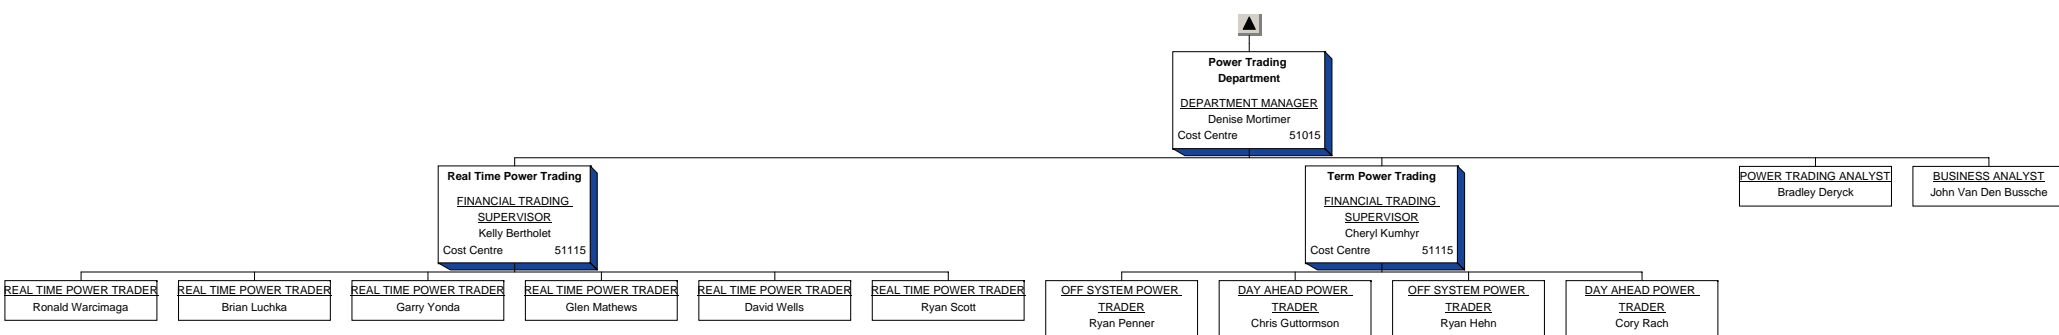 Power Trading
Department
DEPARTMENT MANAGER
Denise Mortimer
Cost Centre 51015
Real Time Power Trading
FINANCIAL TRADING
SUPERVISOR
Kelly Bertholet
Cost Centre 51115
Term Power Trading
FINANCIAL TRADING
SUPERVISOR
Cheryl Kumhyr
Cost Centre 51115
POWER TRADING ANALYST
Bradley Deryck
BUSINESS ANALYST
John Van Den Bussche
REAL TIME POWER TRADER
Ronald Warcimaga
REAL TIME POWER TRADER
Brian Luchka
REAL TIME POWER TRADER
Garry Yonda
REAL TIME POWER TRADER
Glen Mathews
REAL TIME POWER TRADER
David Wells
REAL TIME POWER TRADER
Ryan Scott
OFF SYSTEM POWER
TRADER
Ryan Penner
DAY AHEAD POWER
TRADER
Chris Guttormson
OFF SYSTEM POWER
TRADER
Ryan Hehn
DAY AHEAD POWER
TRADER
Cory Rach